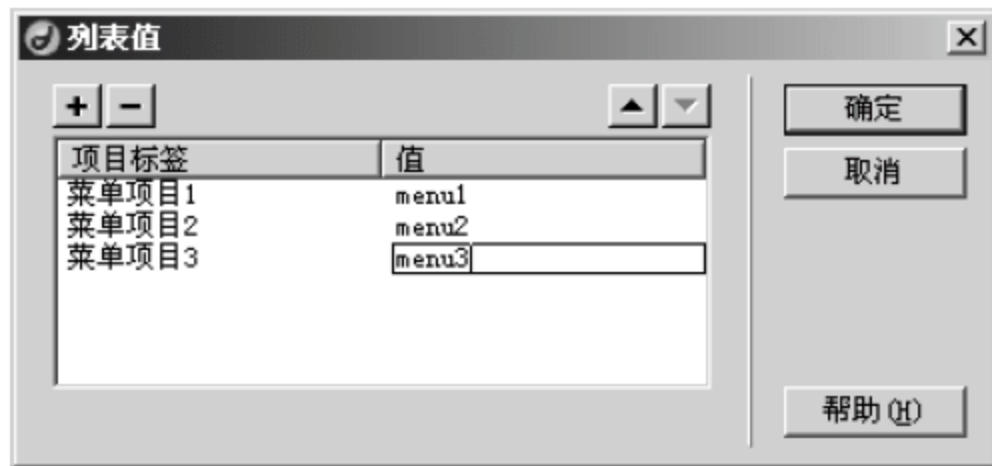 列表值
确定
项目标签 值
取消
菜单项目1 menu1
菜单项目2 menu2
菜单项目3 menu3
帮助(H)